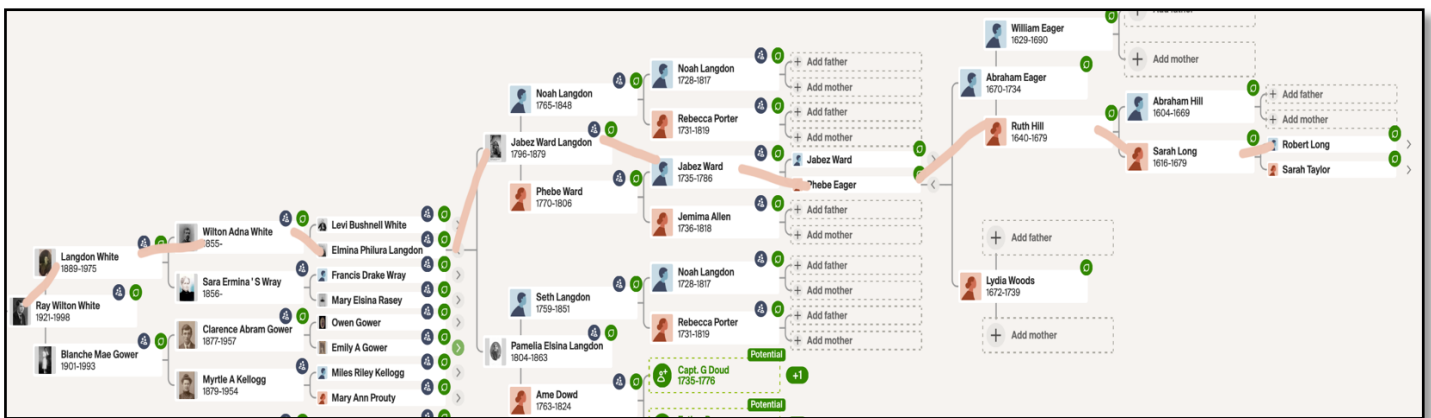 Ray Wilton White
1921-1998
Langdon White
1889-1975
Blanche Mae Gower
1901-1993
Wilton Adna White
1855-
Sara Ermina ' S Wray
1856-
Clarence Abram Gower
1877-1957
Myrtle A Kellogg
1879-1954
Levi Bushnell White
Elmina Philura Langdon
Francis Drake Wray
Mary Elsina Rasey
Owen Gower
Emily A Gower
Miles Riley Kellogg
Mary Ann Prouty
Noah Langdon
1765-1848
Jabez Ward Langdon
1796-1879
Phebe Ward
1770-1806
Seth Langdon
1759-1851
Pamelia Elsina Langdon
1804-1863
Ame Dowd
1763-1824
Noah Langdon
1728-1817
Rebecca Porter
1731-1819
Jabez Ward
1735-1786
Jemima Allen
1736-1818
Noah Langdon
1728-1817
Rebecca Porter
1731-1819
Potential
Capt. G Doud
1735-1776
+1
Potential
+ Add father
+ Add mother
+ Add father
+ Add mother
Jabez Ward
Phebe Eager
+ Add father
+ Add mother
+ Add father
+ Add mother
+ Add father
+ Add mother
William Eager
1629-1690
Abraham Eager
1670-1734
Ruth Hill
1640-1679
+ Add father
Lydia Woods
1672-1739
+ Add mother
+ Add mother
Abraham Hill
1604-1669
Sarah Long
1616-1679
+ Add father
+ Add mother
Robert Long
Sarah Taylor